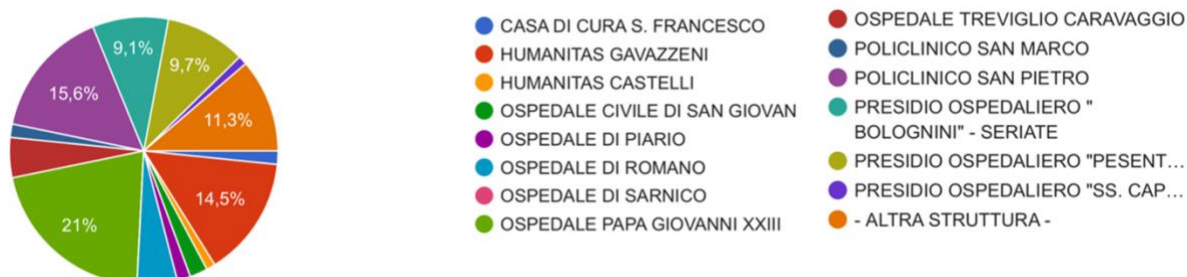 9,1%
9,7%
15,6%
11,3%
14,5%
21%
CASA DI CURA S. FRANCESCO
HUMANITAS GAVAZZENI
HUMANITAS CASTELLI
OSPEDALE CIVILE DI SAN GIOVAN
OSPEDALE DI PIARIO
OSPEDALE DI ROMANO
OSPEDALE DI SARNICO
OSPEDALE PAPA GIOVANNI XXIII
OSPEDALE TREVIGLIO CARAVAGGIO
POLICLINICO SAN MARCO
POLICLINICO SAN PIETRO
PRESIDIO OSPEDALIERO "
BOLOGNINI" - SERIATE
PRESIDIO OSPEDALIERO "PESENT…
PRESIDIO OSPEDALIERO "SS. CAP…
- ALTRA STRUTTURA -